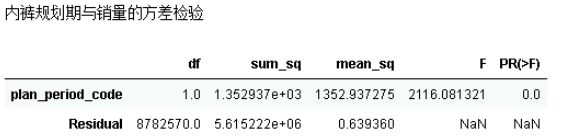 内裤规划期与销量的方差检验
df sum_sq mean_sq F PR(>F)
plan_period_code 1.0 1.352937e+03 1352.937275 2116.081321 0.0
Residual 8782570.0 5.615222e+06 0.639360 NaN NaN